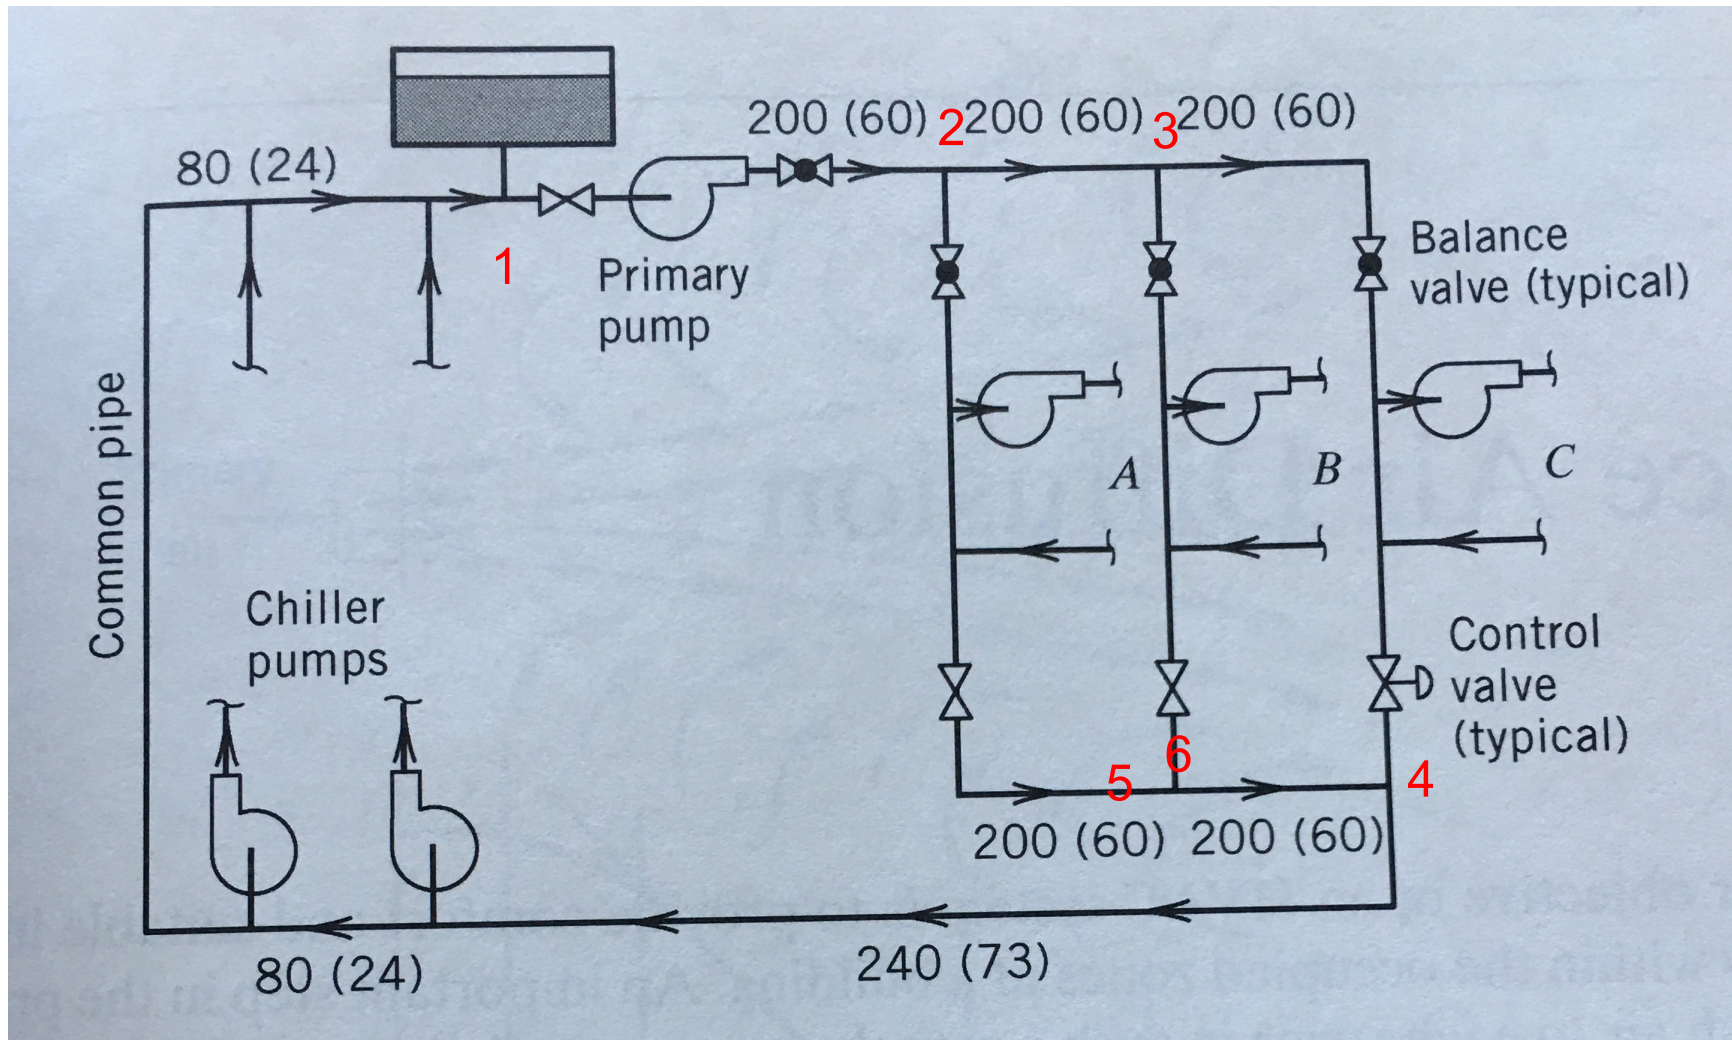 200 (60) 2 200 (60) 3 200 (60)
80 (24)
1
Primary
pump
Balance
valve (typical)
Common pipe
A
B
C
Chiller
pumps
Control
valve
(typical)
6
5
4
200 (60) 200 (60)
240 (73)
80 (24)